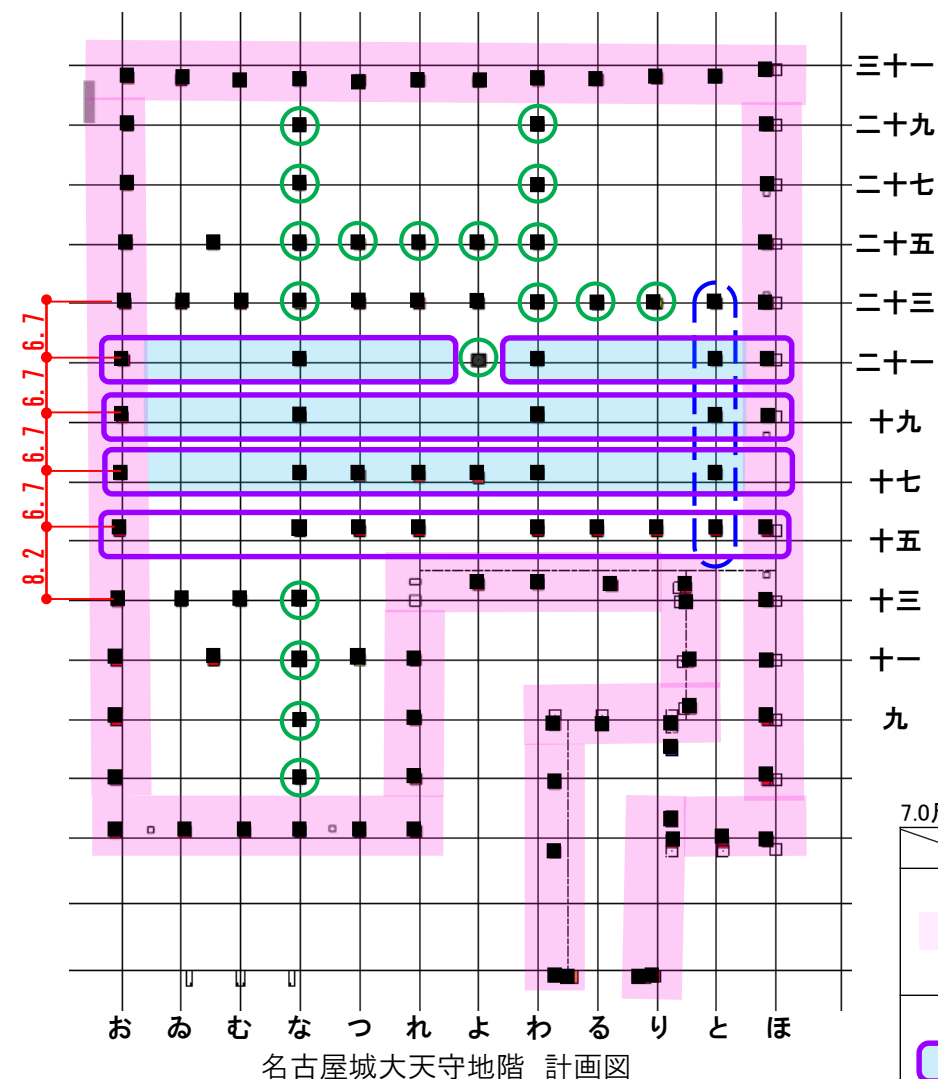 三十一
二十九
二十七
二十五
二十三
二十一
十九
十七
十五
十三
十一
九
6.7
6.7
6.7
6.7
8.2
7.0尺
お ゐ む な つ れ よ わ る り と ほ
名古屋城大天守地階 計画図